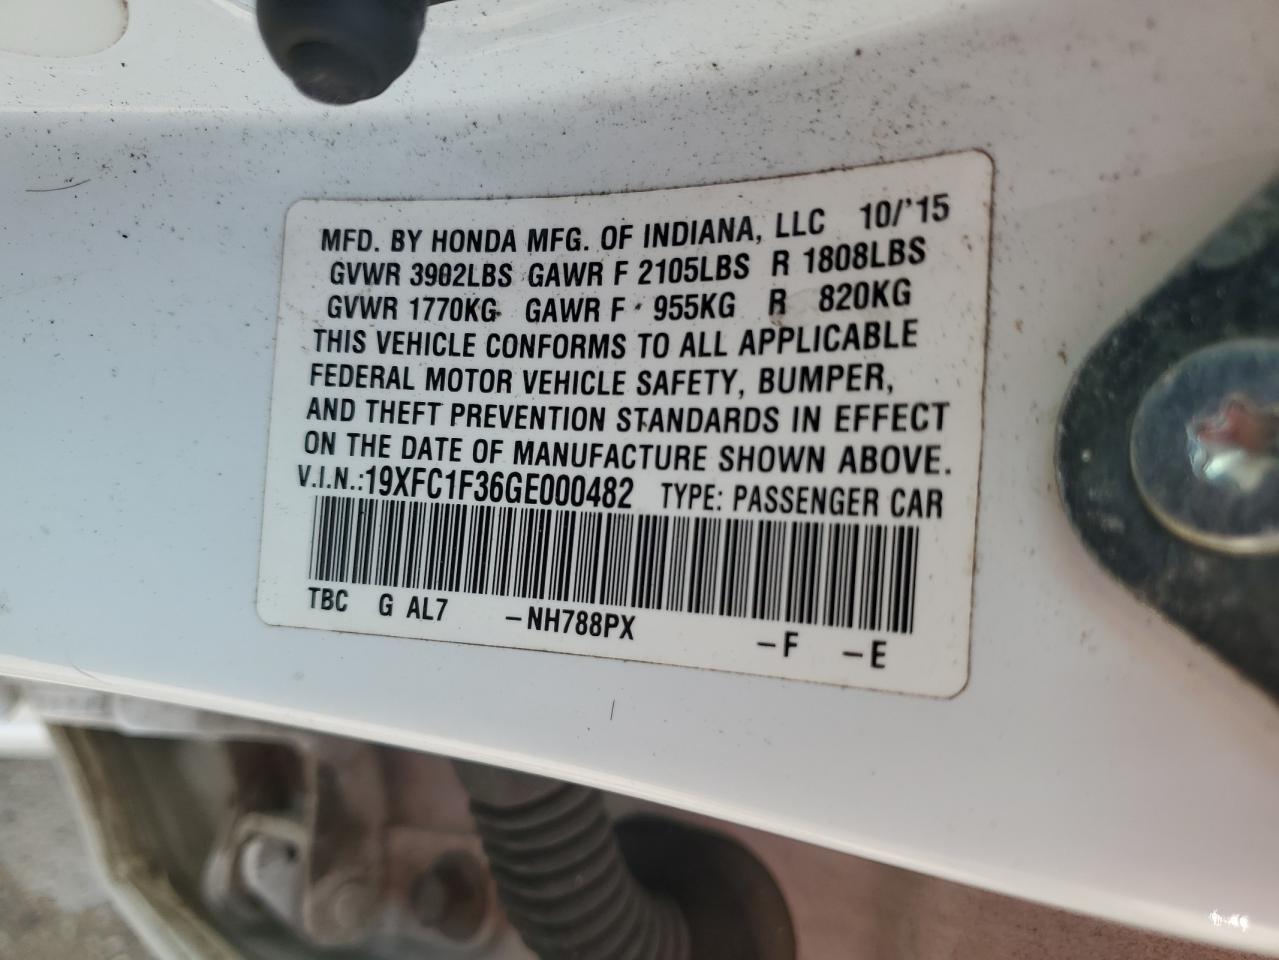 MFD. BY HONDA MFG. OF INDIANA, LLC 10/'15
GVWR 3902LBS GAWR F 2105LBS R 1808LBS
GVWR 1770KG GAWR F 955KG R 820KG
THIS VEHICLE CONFORMS TO ALL APPLICABLE
FEDERAL MOTOR VEHICLE SAFETY, BUMPER,
AND THEFT PREVENTION STANDARDS IN EFFECT
ON THE DATE OF MANUFACTURE SHOWN ABOVE.
V.I.N.:19XFC1F36GE000482 TYPE: PASSENGER CAR
TBC G AL7 -NH788PX -F -E